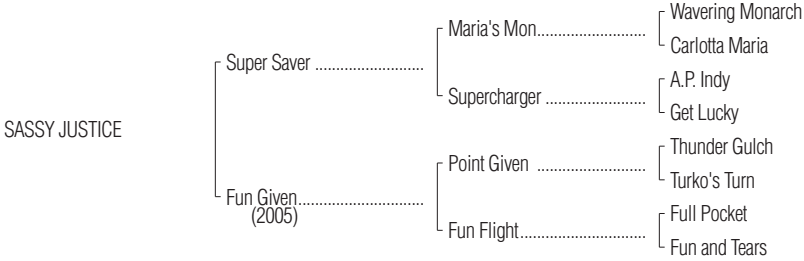 Wavering Monarch
Maria's Mon..........................
Carlotta Maria
Super Saver ..........................
A.P. Indy
Supercharger ........................
Get Lucky
SASSY JUSTICE
Thunder Gulch
Point Given ..........................
Turko's Turn
Fun Given..............................
(2005)
Full Pocket
Fun Flight..............................
Fun and Tears